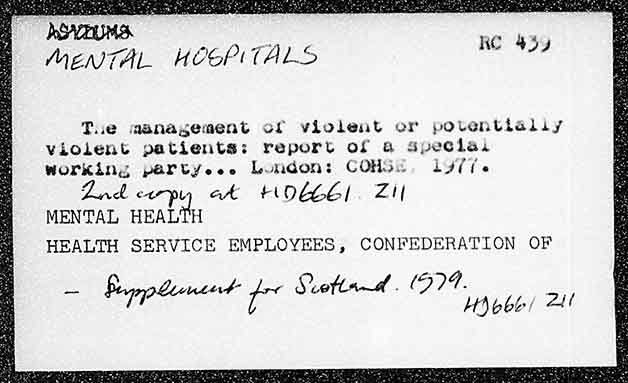 ASYLUMS
MENTAL HOSPITALS
RC 439
The management of violent or potentially
violent patients: report of a special
working party... London: COHSE, 1977.
2nd copy at HD6661 Z11
MENTAL HEALTH
HEALTH SERVICE EMPLOYEES, CONFEDERATION OF
— Supplement for Scotland. 1979.
HD6661 Z11